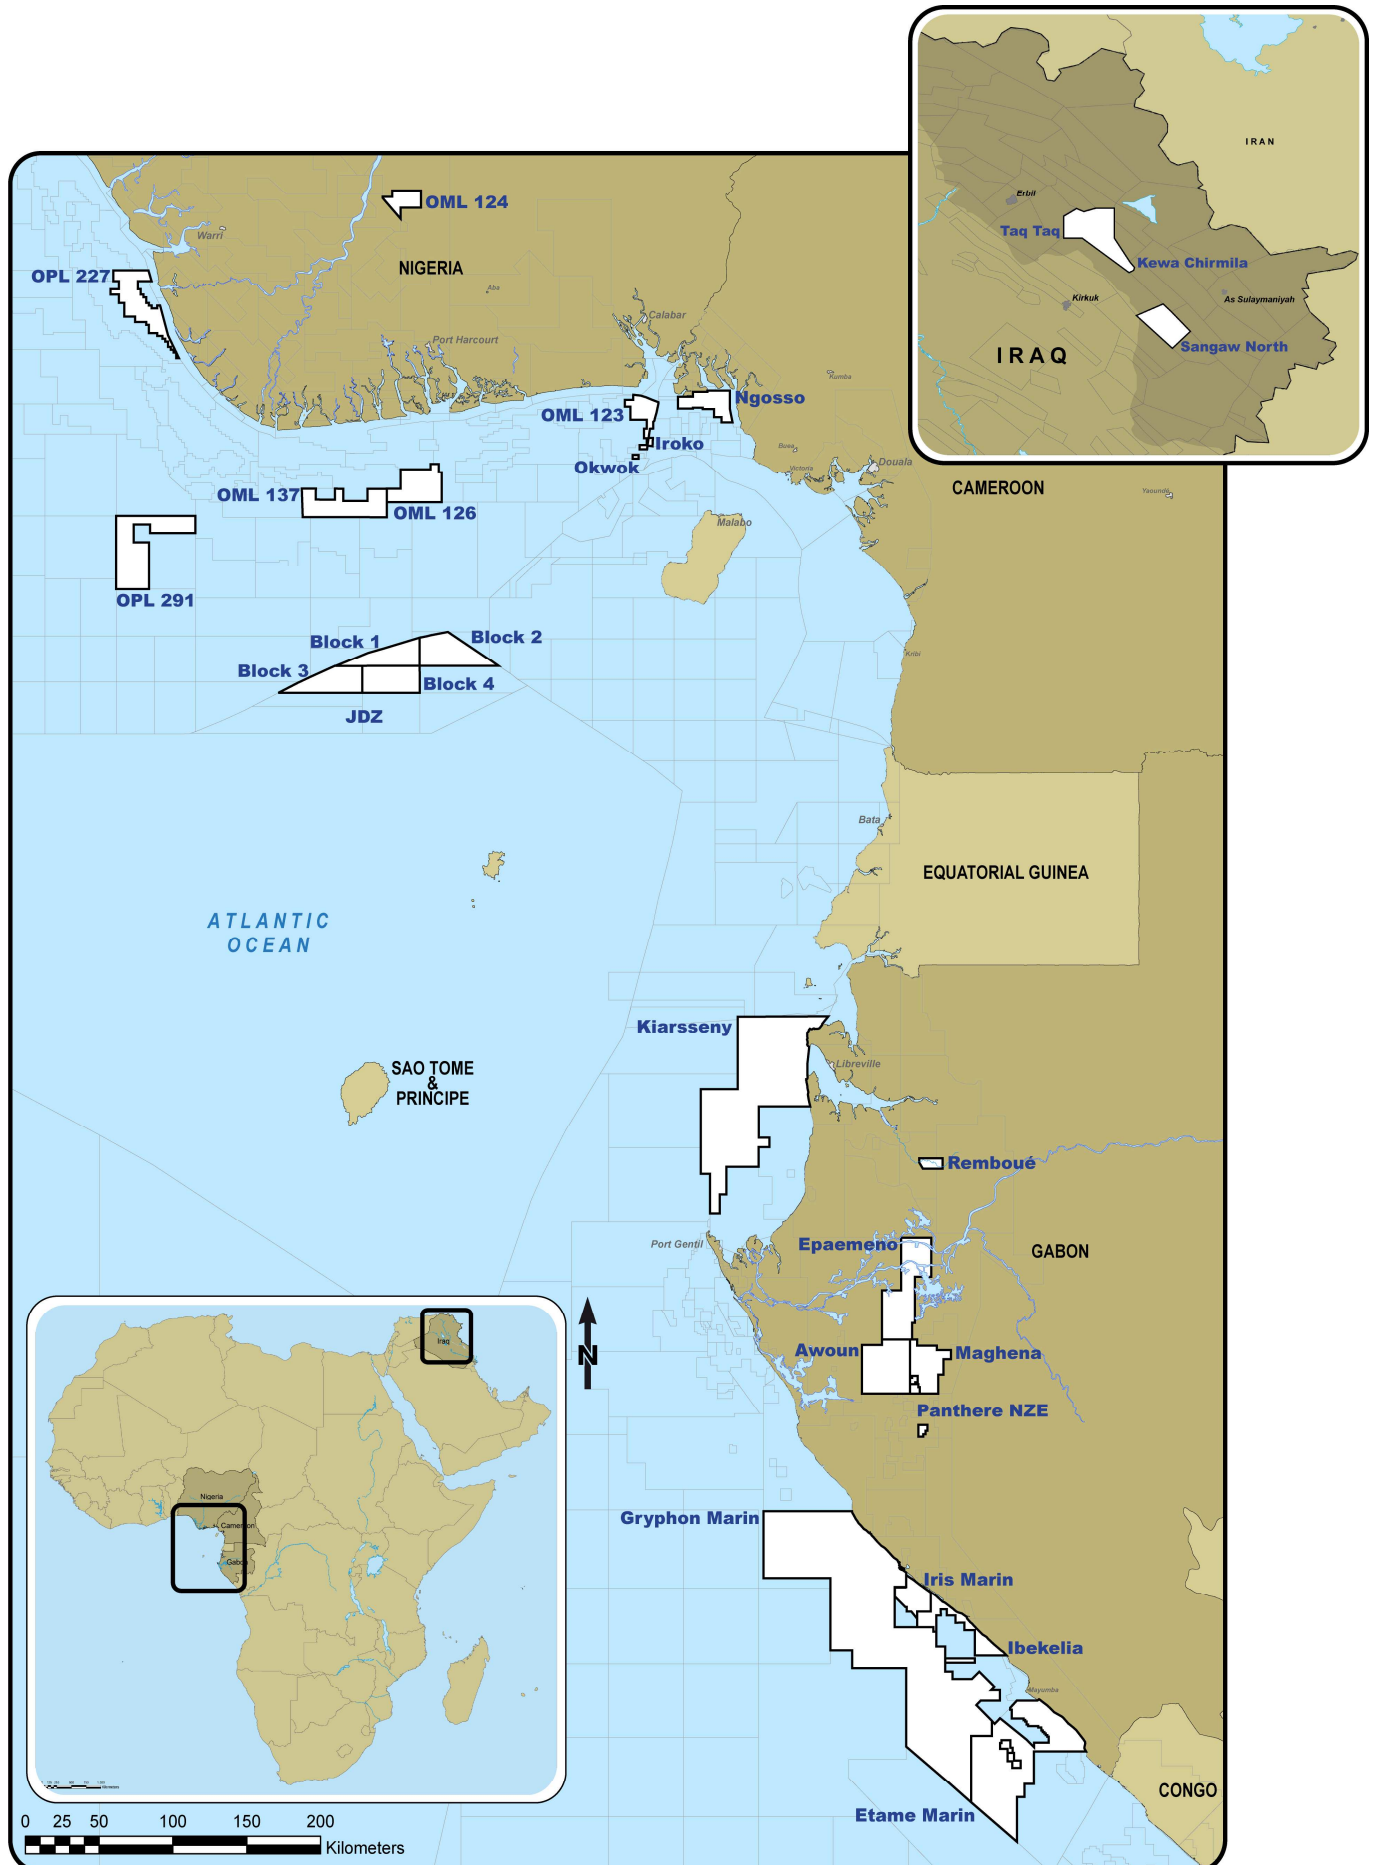 IRAN
Erbil
Taq Taq
Kewa Chirmila
Kirkuk
As Sulaymaniyah
IRAQ
Sangaw North
OML 124
Warri
NIGERIA
OPL 227
Aba
Calabar
Port Harcourt
Kumba
Ngosso
OML 123
Iroko
Buea
Okwok
Victoria
Douala
OML 137
CAMEROON
Yaoundé
OML 126
Malabo
OPL 291
Block 1
Block 2
Kribi
Block 3
Block 4
JDZ
Bata
EQUATORIAL GUINEA
ATLANTIC
OCEAN
Kiarsseny
Libreville
SAO TOME
&
PRINCIPE
Remboué
Port Gentil
Epaemeno
GABON
Iraq
N
Awoun
Maghena
Panthere NZE
Nigeria
Cameroon
Gabon
Gryphon Marin
Iris Marin
Ibekelia
Mayumba
CONGO
Etame Marin
0 25 50 100 150 200
Kilometers